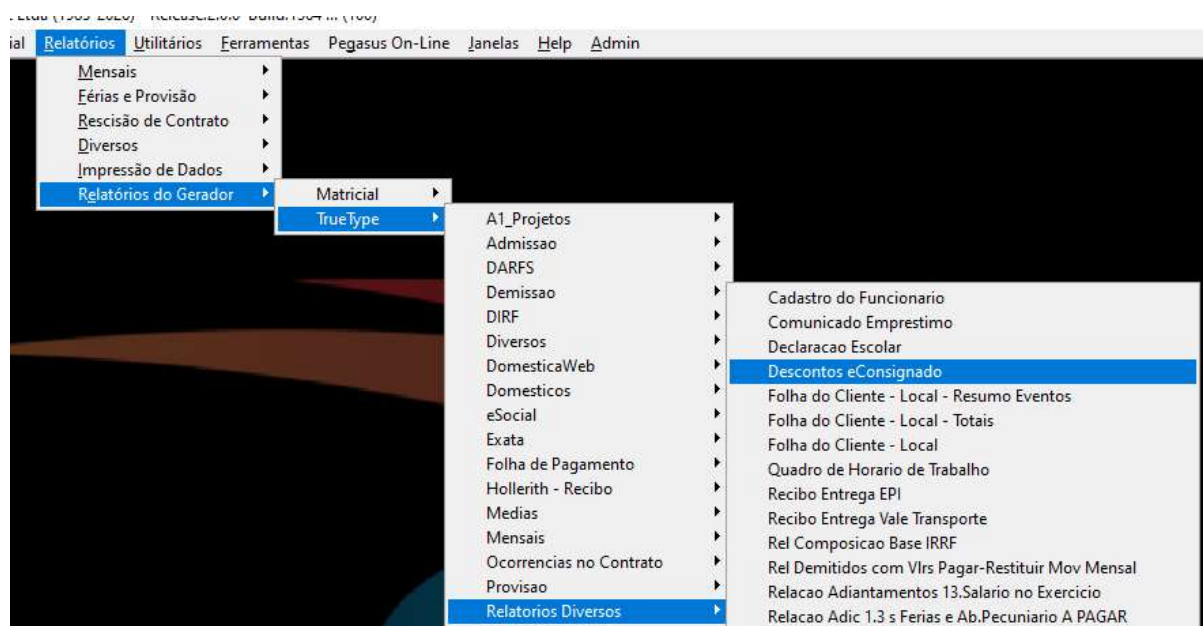 ial Relatórios Utilitários Ferramentas Pegasus On-Line Janelas Help Admin
Mensais
Férias e Provisão
Rescisão de Contrato
Diversos
Impressão de Dados
Relatórios do Gerador
Matricial
TrueType
A1_Projetos
Admissao
DARFS
Demissao
DIRF
Diversos
DomesticaWeb
Domesticos
eSocial
Exata
Folha de Pagamento
Hollerith - Recibo
Medias
Mensais
Ocorrencias no Contrato
Provisao
Relatorios Diversos
Cadastro do Funcionario
Comunicado Emprestimo
Declaracao Escolar
Descontos eConsignado
Folha do Cliente - Local - Resumo Eventos
Folha do Cliente - Local - Totais
Folha do Cliente - Local
Quadro de Horario de Trabalho
Recibo Entrega EPI
Recibo Entrega Vale Transporte
Rel Composicao Base IRRF
Rel Demitidos com Vlrs Pagar-Restituir Mov Mensal
Relacao Adiantamentos 13.Salario no Exercicio
Relacao Adic 1.3 s Ferias e Ab.Pecuniario A PAGAR